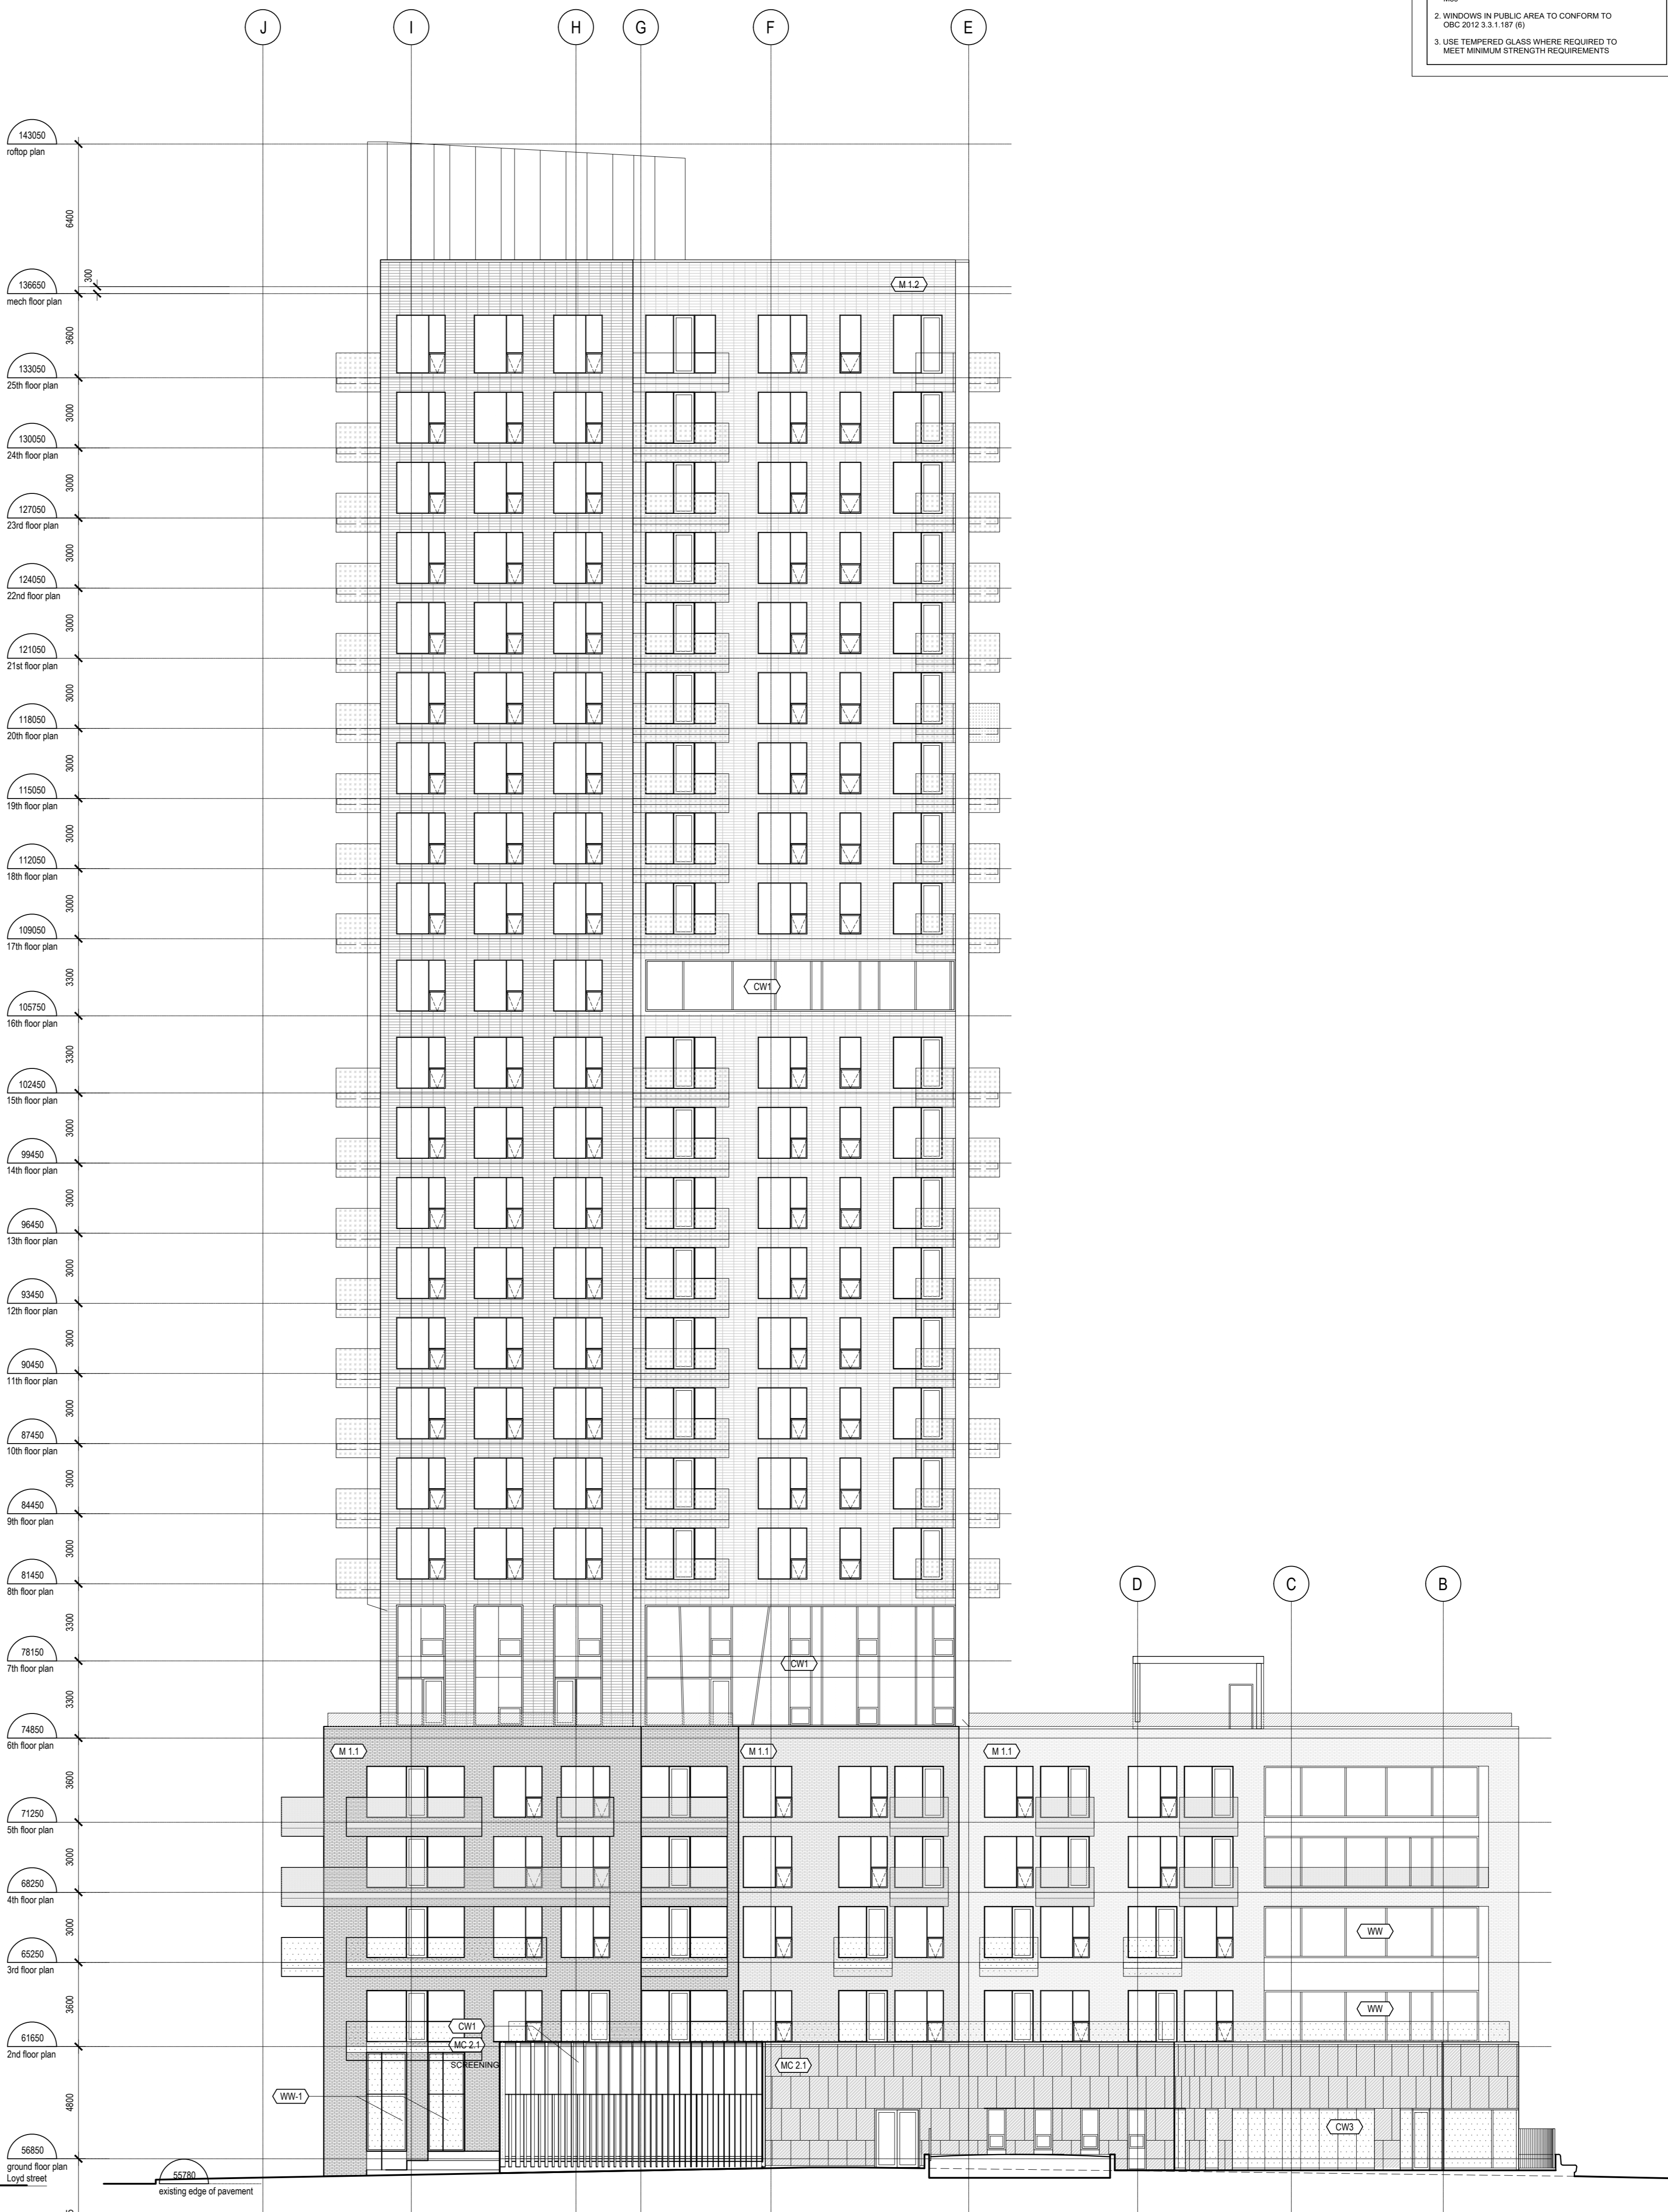 2. WINDOWS IN PUBLIC AREA TO CONFORM TO
OBC 2012 3.3.1.187 (6)
3. USE TEMPERED GLASS WHERE REQUIRED TO
MEET MINIMUM STRENGTH REQUIREMENTS
J
I
H
G
F
E
143050
roftop plan
6400
300
136650
mech floor plan
M 1.2
3600
133050
25th floor plan
3000
130050
24th floor plan
3000
127050
23rd floor plan
3000
124050
22nd floor plan
3000
121050
21st floor plan
3000
118050
20th floor plan
3000
115050
19th floor plan
3000
112050
18th floor plan
3000
109050
17th floor plan
3300
CW1
105750
16th floor plan
3300
102450
15th floor plan
3000
99450
14th floor plan
3000
96450
13th floor plan
3000
93450
12th floor plan
3000
90450
11th floor plan
3000
87450
10th floor plan
3000
84450
9th floor plan
3000
81450
8th floor plan
D
C
B
3300
78150
7th floor plan
CW1
3300
74850
6th floor plan
M 1.1
M 1.1
M 1.1
3600
71250
5th floor plan
3000
68250
4th floor plan
3000
WW
65250
3rd floor plan
3600
WW
CW1
61650
2nd floor plan
MC 2.1
SCREENING
MC 2.1
WW-1
4800
CW3
56850
ground floor plan
Loyd street
55780
existing edge of pavement